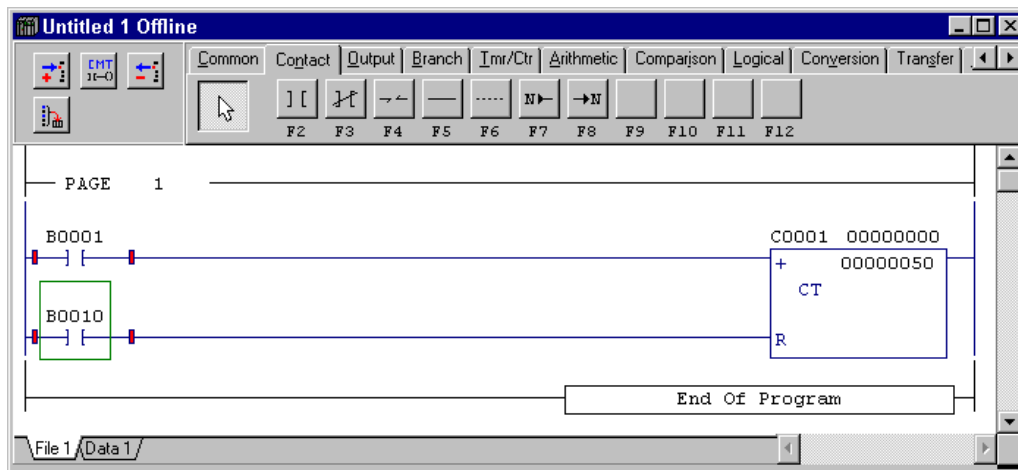 Untitled 1 Offline
CMT
Common Contact Output Branch Tmr/Ctr Arithmetic Comparison Logical Conversion Transfer
N N
F2 F3 F4 F5 F6 F7 F8 F9 F10 F11 F12
PAGE 1
B0001 C0001 00000000
+ 00000050
CT
B0010
R
End Of Program
File 1 Data 1